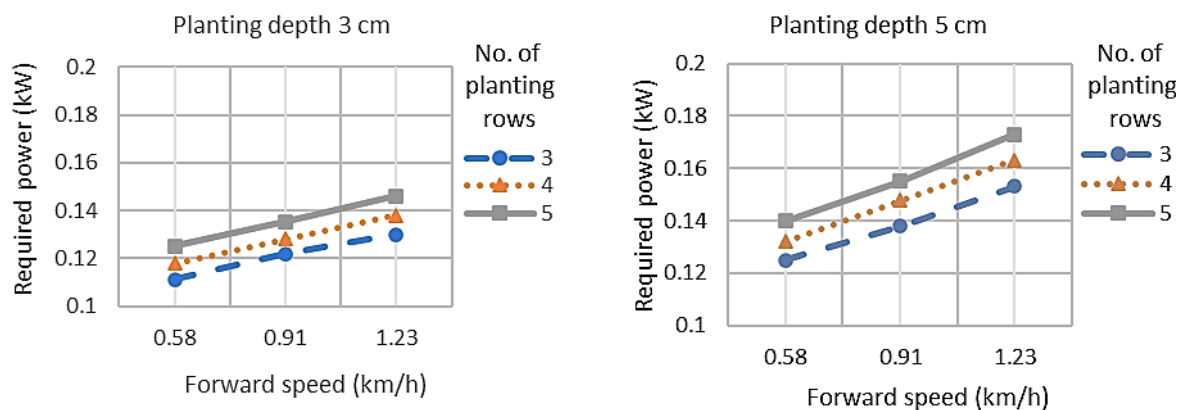 Planting depth 3 cm
Required power (kW)
0.2
0.18
0.16
0.14
0.12
0.1
0.58 0.91 1.23
Forward speed (km/h)
No. of
planting
rows
3
4
5
Planting depth 5 cm
Required power (kW)
0.2
0.18
0.16
0.14
0.12
0.1
0.58 0.91 1.23
Forward speed (km/h)
No. of
planting
rows
3
4
5